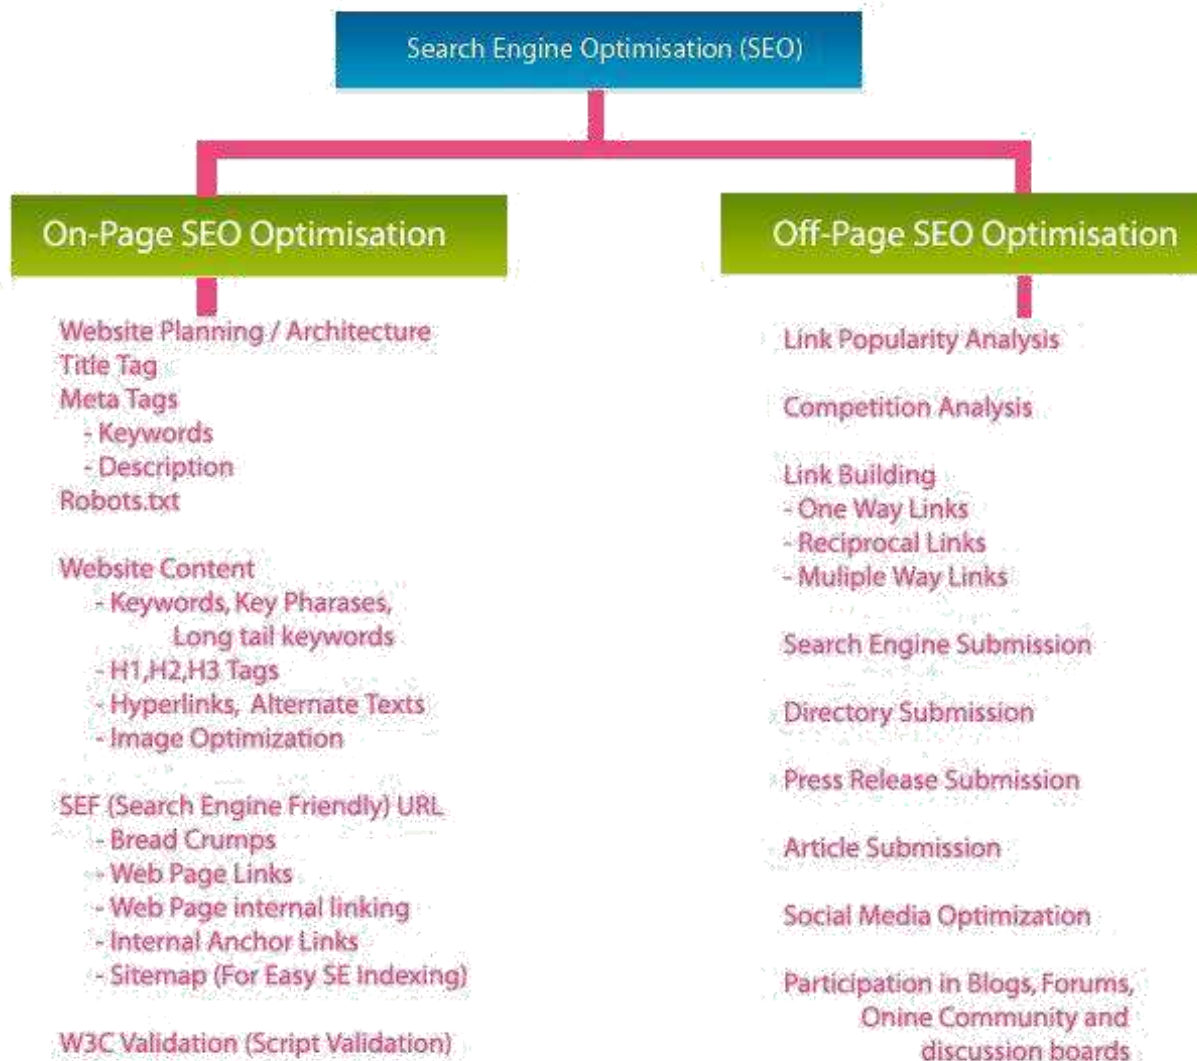 Search Engine Optimisation (SEO)
On-Page SEO Optimisation
Website Planning / Architecture
Title Tag
Meta Tags
- Keywords
- Description
Robots.txt
Website Content
- Keywords, Key Pharases,
Long tail keywords
- H1,H2,H3 Tags
- Hyperlinks, Alternate Texts
- Image Optimization
SEF (Search Engine Friendly) URL
- Bread Crumps
- Web Page Links
- Web Page internal linking
- Internal Anchor Links
- Sitemap (For Easy SE Indexing)
W3C Validation (Script Validation)
Off-Page SEO Optimisation
Link Popularity Analysis
Competition Analysis
Link Building
- One Way Links
- Reciprocal Links
- Muliple Way Links
Search Engine Submission
Directory Submission
Press Release Submission
Article Submission
Social Media Optimization
Participation in Blogs, Forums,
Onine Community and
discussion boards